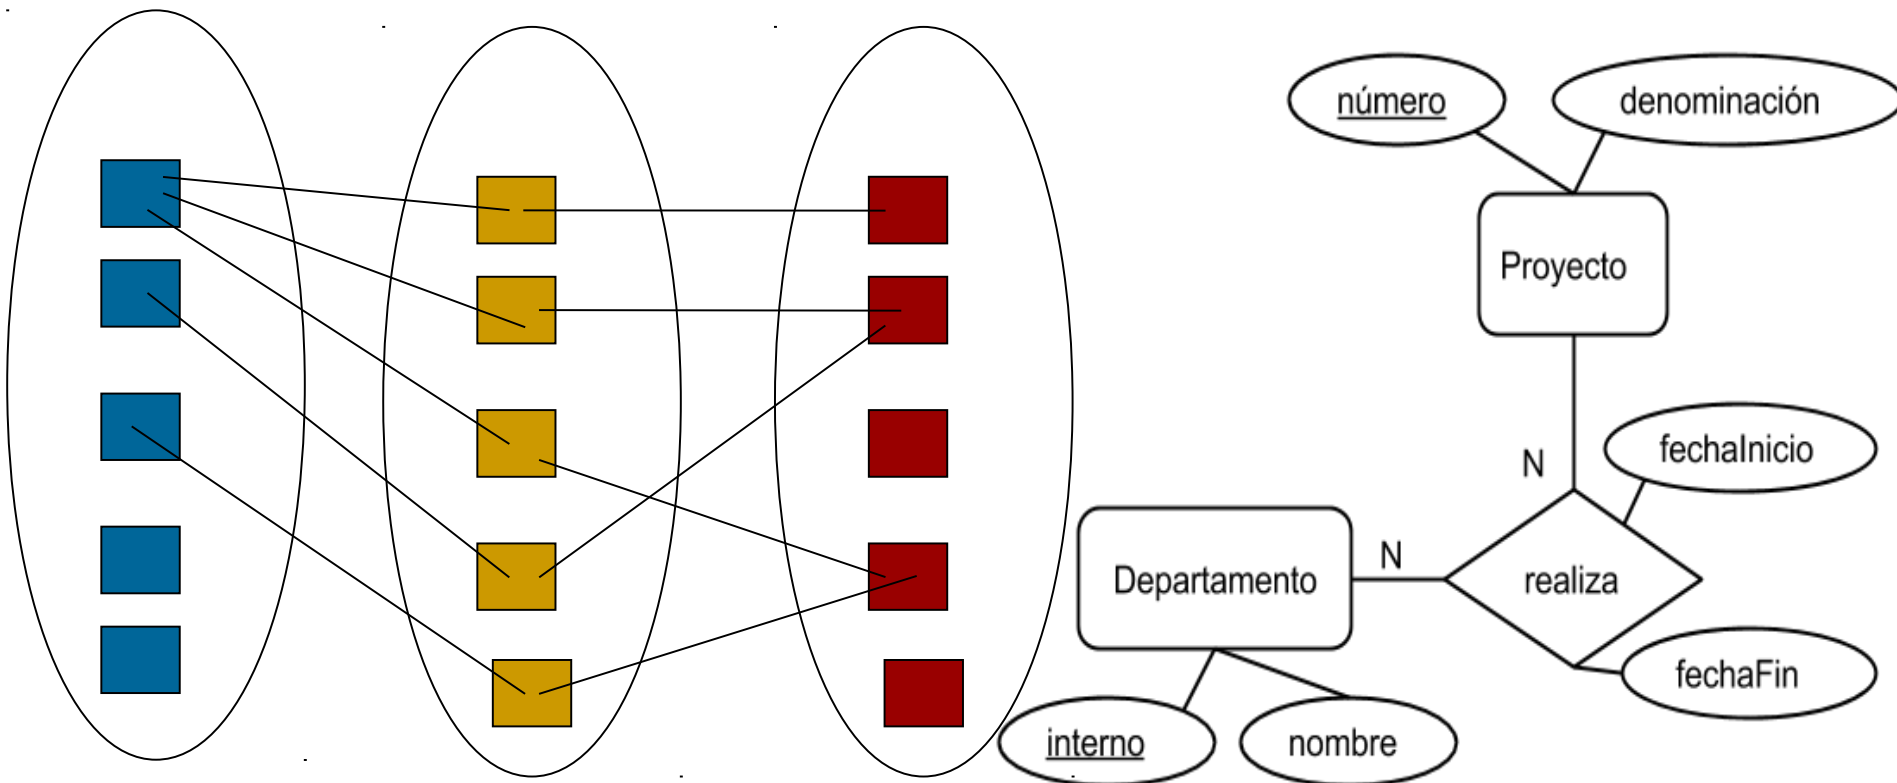 número
denominación
Proyecto
N
fechaInicio
N
Departamento
realiza
fechaFin
interno
nombre